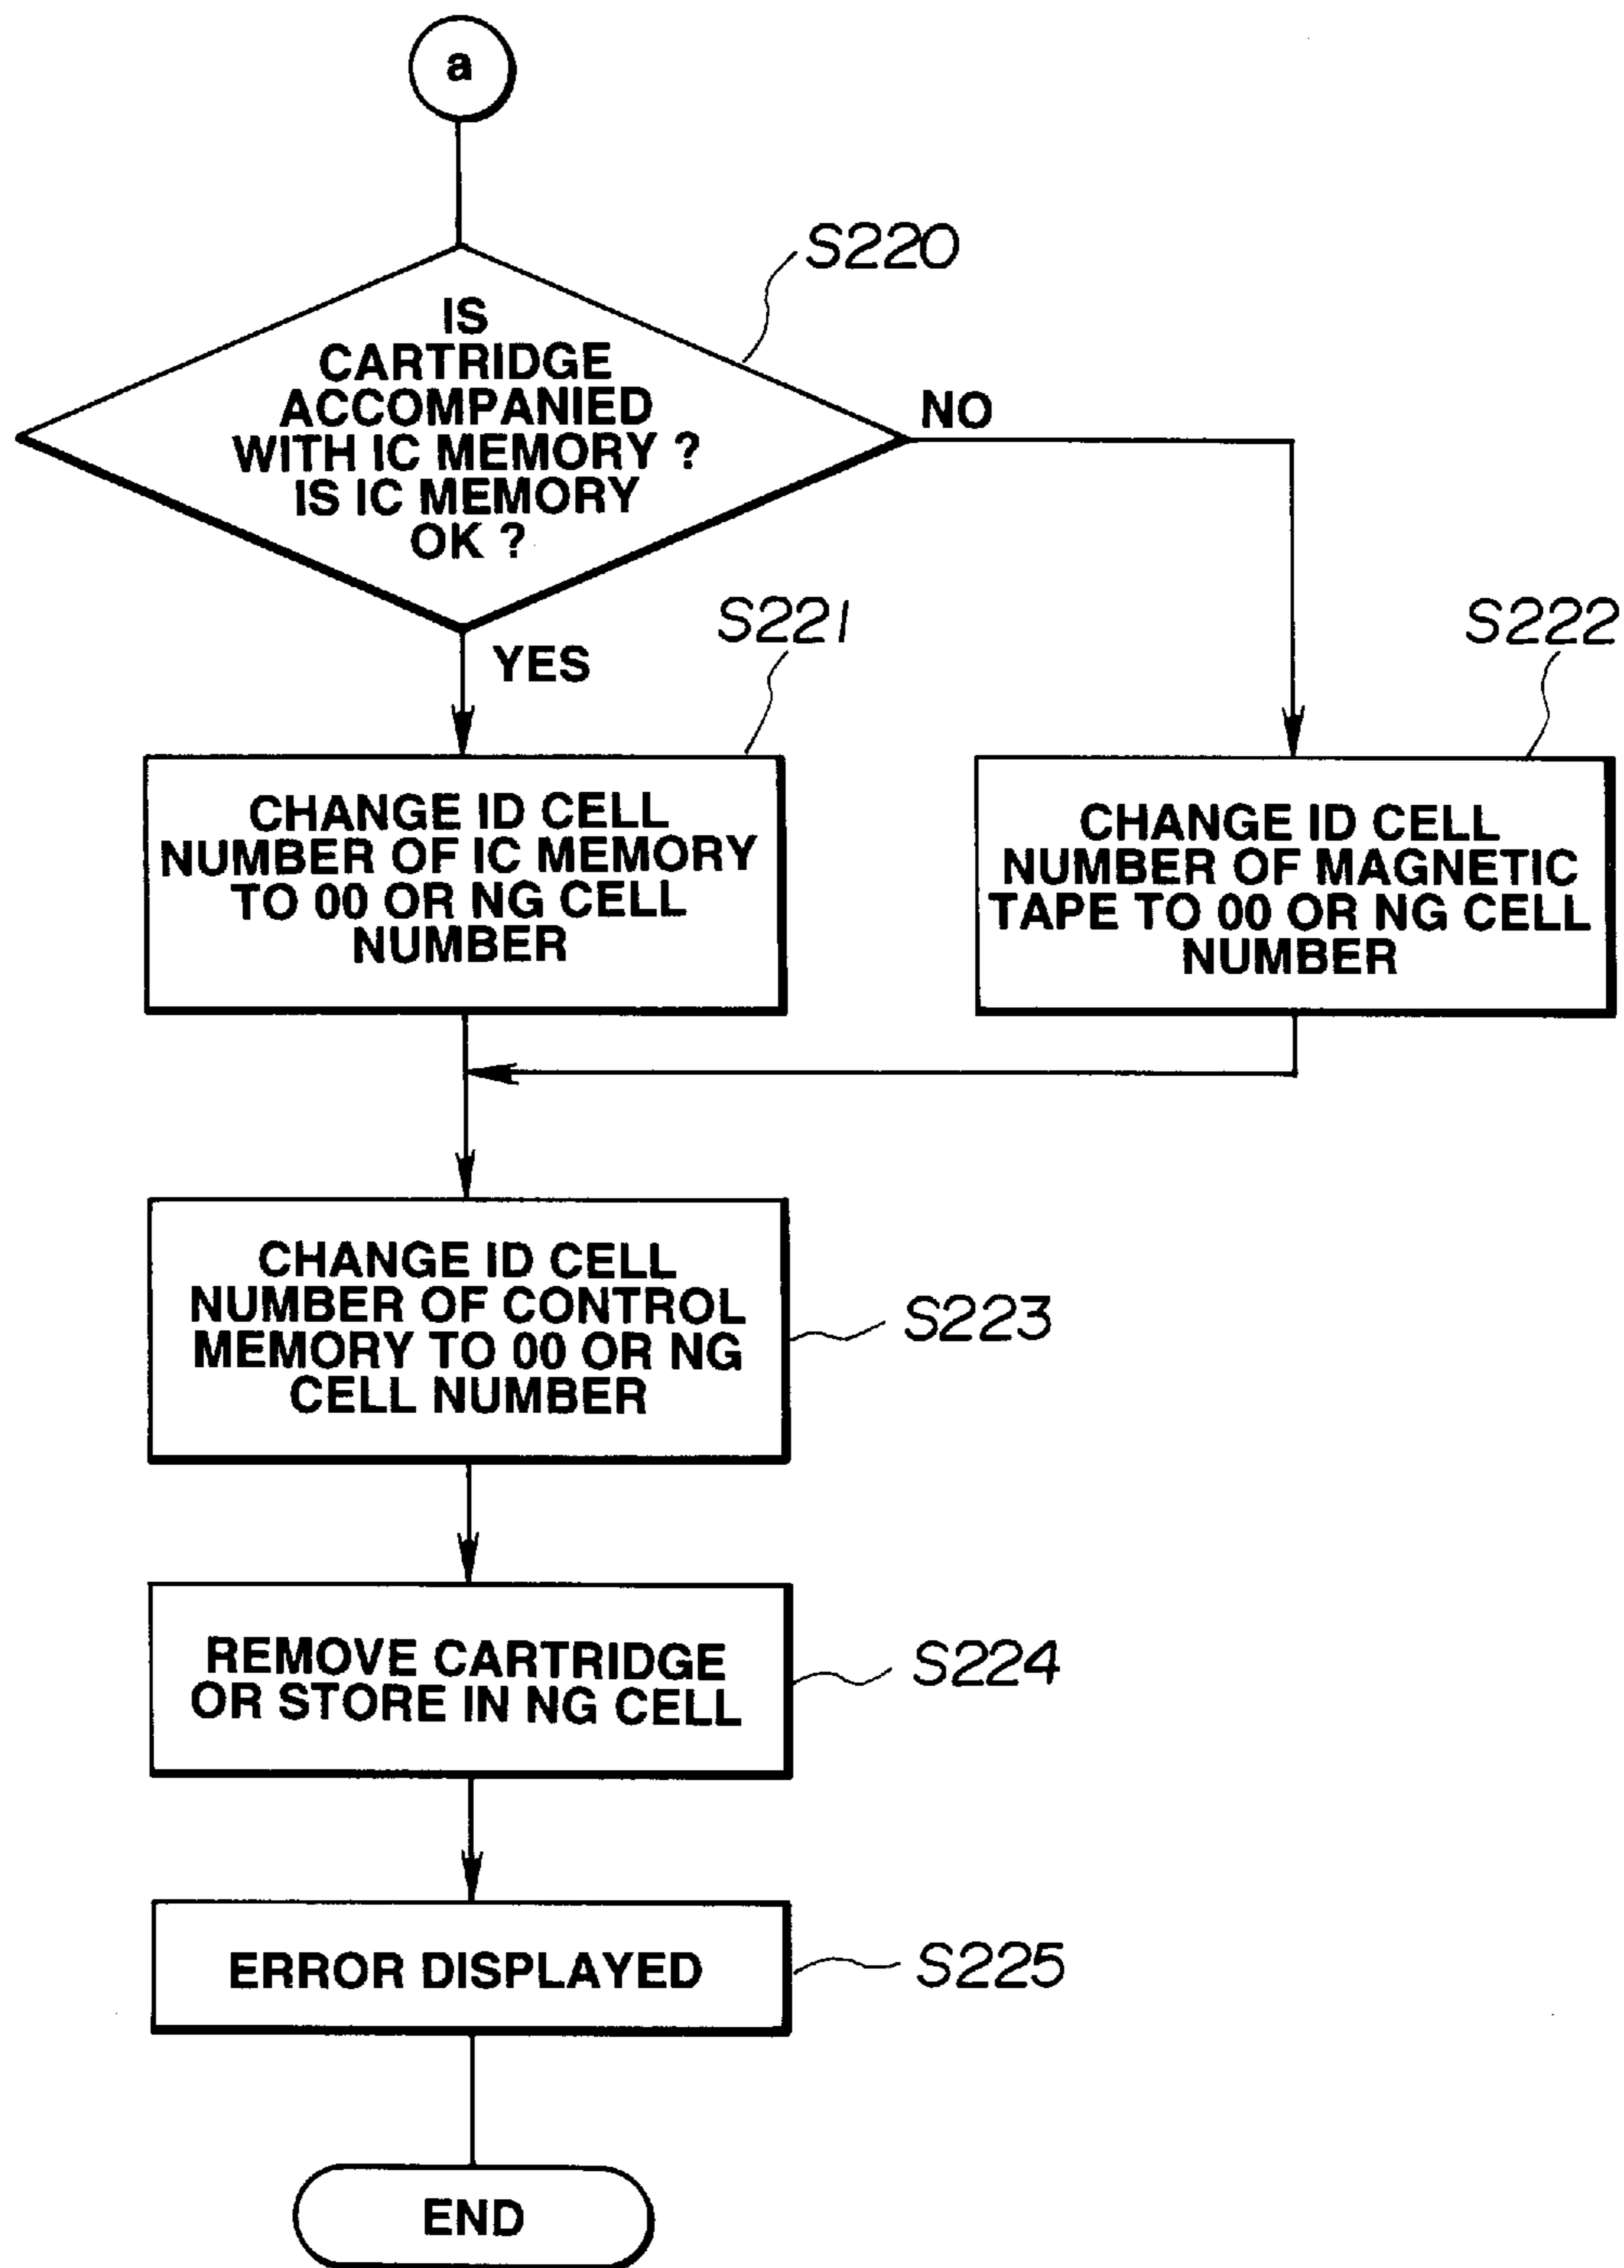 a
S220
IS
CARTRIDGE
ACCOMPANIED
WITH IC MEMORY ?
IS IC MEMORY
OK ?
NO
YES
S221
S222
CHANGE ID CELL
NUMBER OF IC MEMORY
TO 00 OR NG CELL
NUMBER
CHANGE ID CELL
NUMBER OF MAGNETIC
TAPE TO 00 OR NG CELL
NUMBER
CHANGE ID CELL
NUMBER OF CONTROL
MEMORY TO 00 OR NG
CELL NUMBER
S223
REMOVE CARTRIDGE
OR STORE IN NG CELL
S224
ERROR DISPLAYED
S225
END